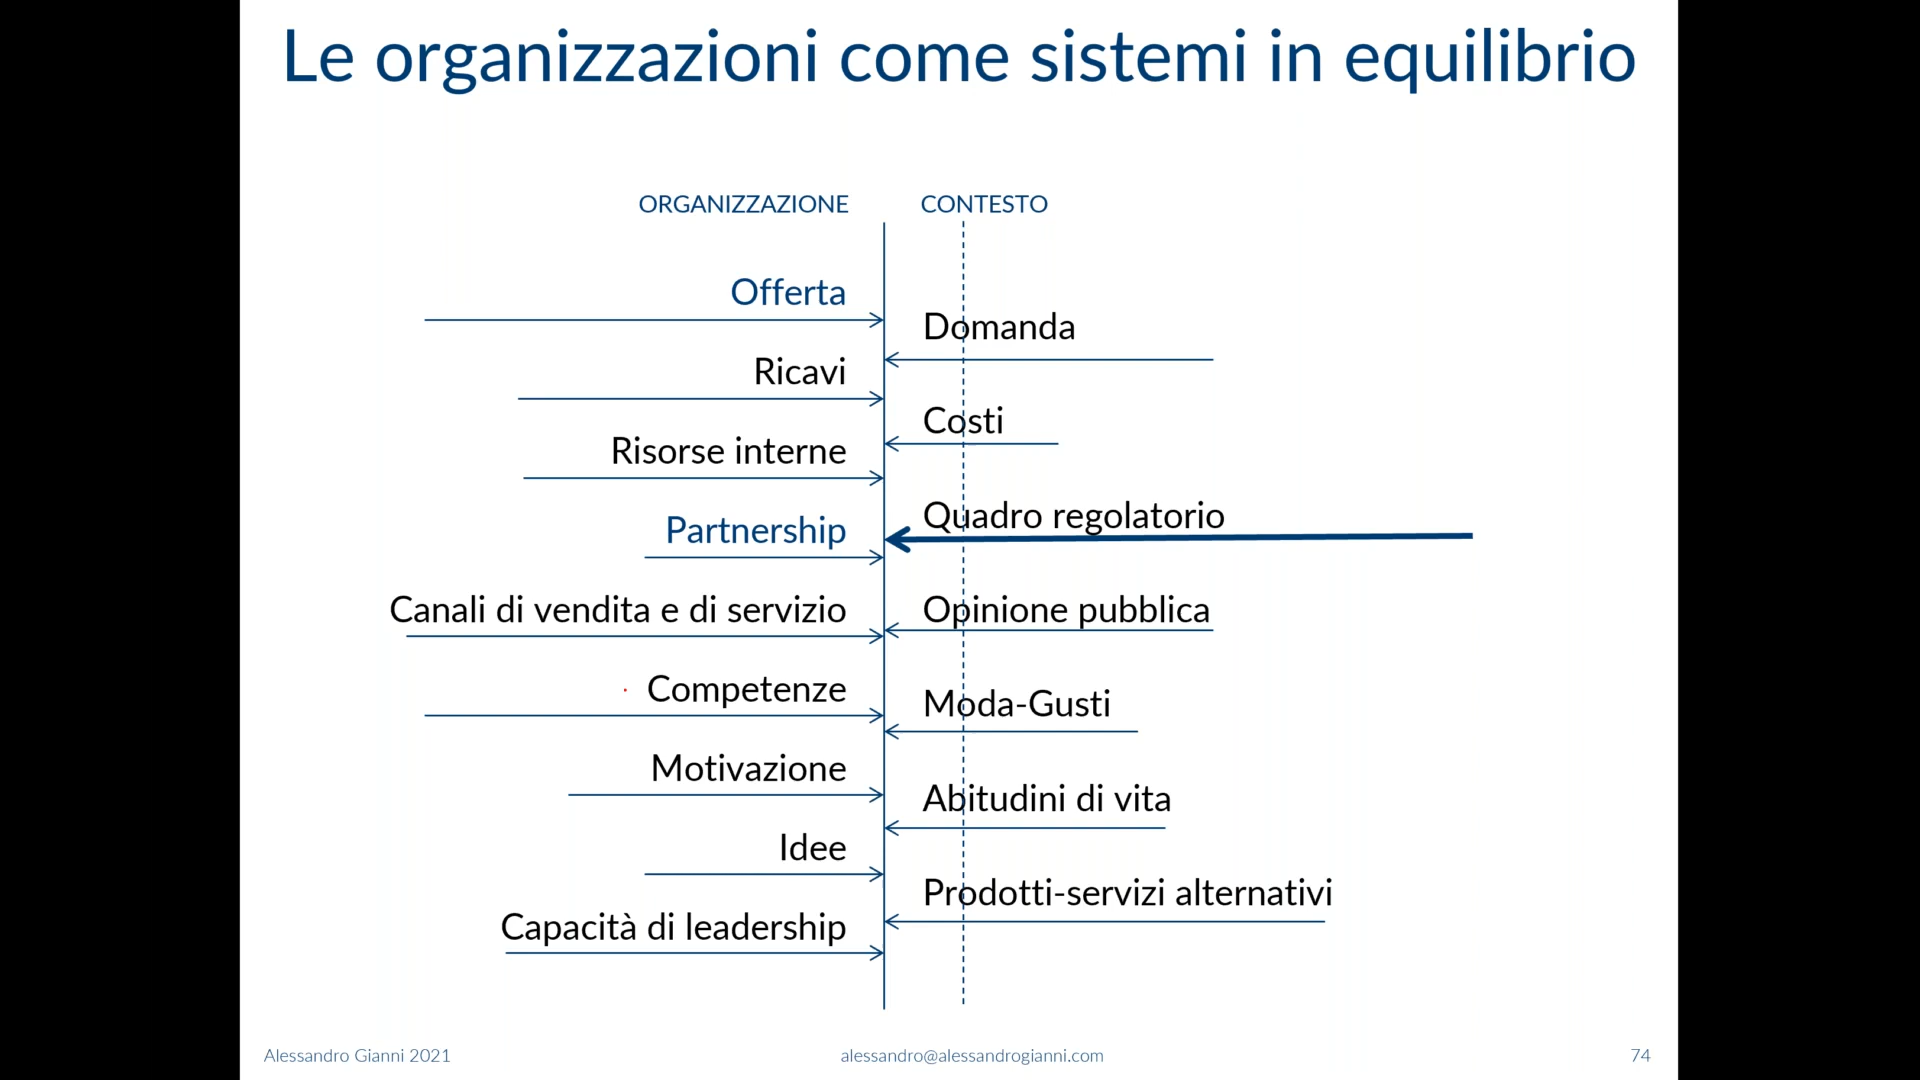 Le organizzazioni come sistemi in equilibrio
ORGANIZZAZIONE
Offerta
Ricavi
Risorse interne
Partnership
Canali di vendita e di servizio
Competenze
Motivazione
Idee
Capacità di leadership
CONTESTO
Domanda
Costi
Quadro regolatorio
Opinione pubblica
Moda-Gusti
Abitudini di vita
Prodotti-servizi alternativi
Alessandro Gianni 2021
alessandro@alessandrogianni.com
74